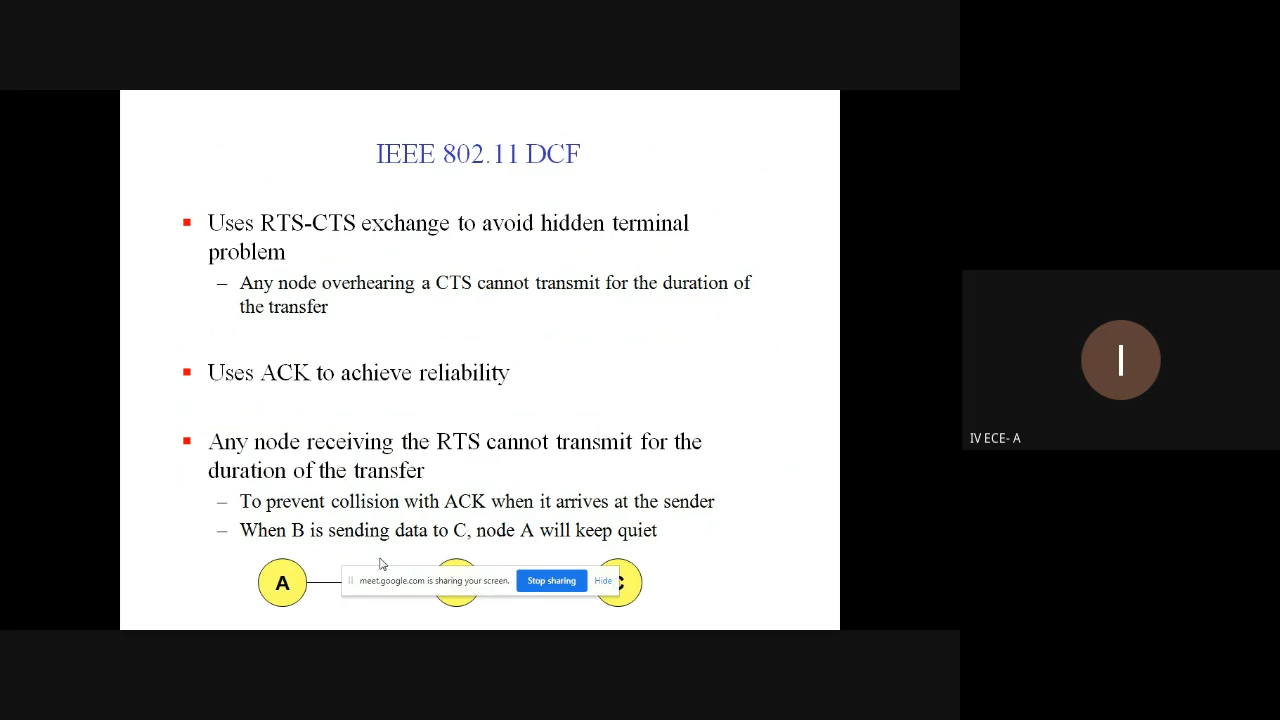 IEEE 802.11 DCF
Uses RTS-CTS exchange to avoid hidden terminal
problem
– Any node overhearing a CTS cannot transmit for the duration of
the transfer
Uses ACK to achieve reliability
Any node receiving the RTS cannot transmit for the
duration of the transfer
– To prevent collision with ACK when it arrives at the sender
– When B is sending data to C, node A will keep quiet
A
meet.google.com is sharing your screen. Stop sharing Hide
I
IV ECE- A